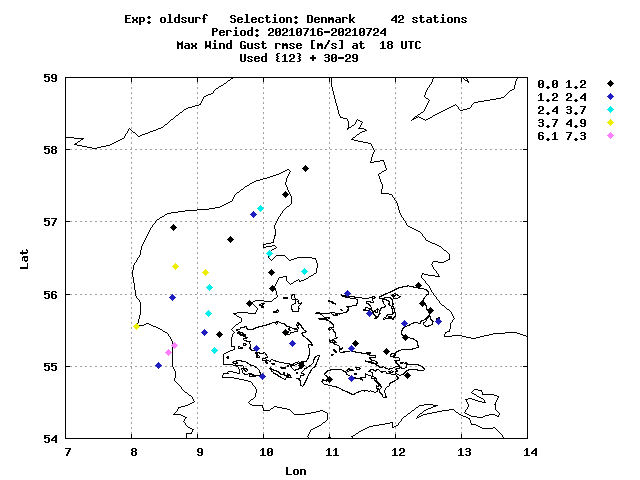 Exp: oldsurf Selection: Denmark 42 stations
Period: 20210716-20210724
Max Wind Gust rmse [m/s] at 18 UTC
Used {12} + 30-29
0.0 1.2
1.2 2.4
2.4 3.7
3.7 4.9
6.1 7.3
59
58
57
56
55
54
Lat
7 8 9 10 11 12 13 14
Lon